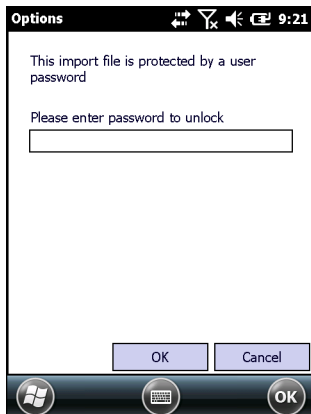 Options 9:21
This import file is protected by a user
password
Please enter password to unlock
OK Cancel
OK